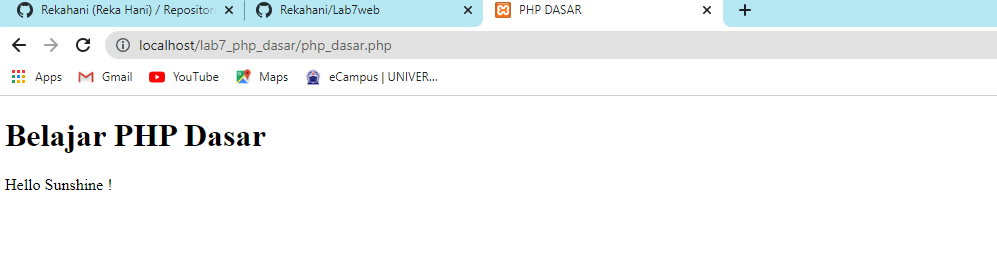 Rekahani (Reka Hani) / Repositor
Rekahani/Lab7web
PHP DASAR
localhost/lab7_php_dasar/php_dasar.php
Apps Gmail YouTube Maps eCampus | UNIVER...
Belajar PHP Dasar
Hello Sunshine !